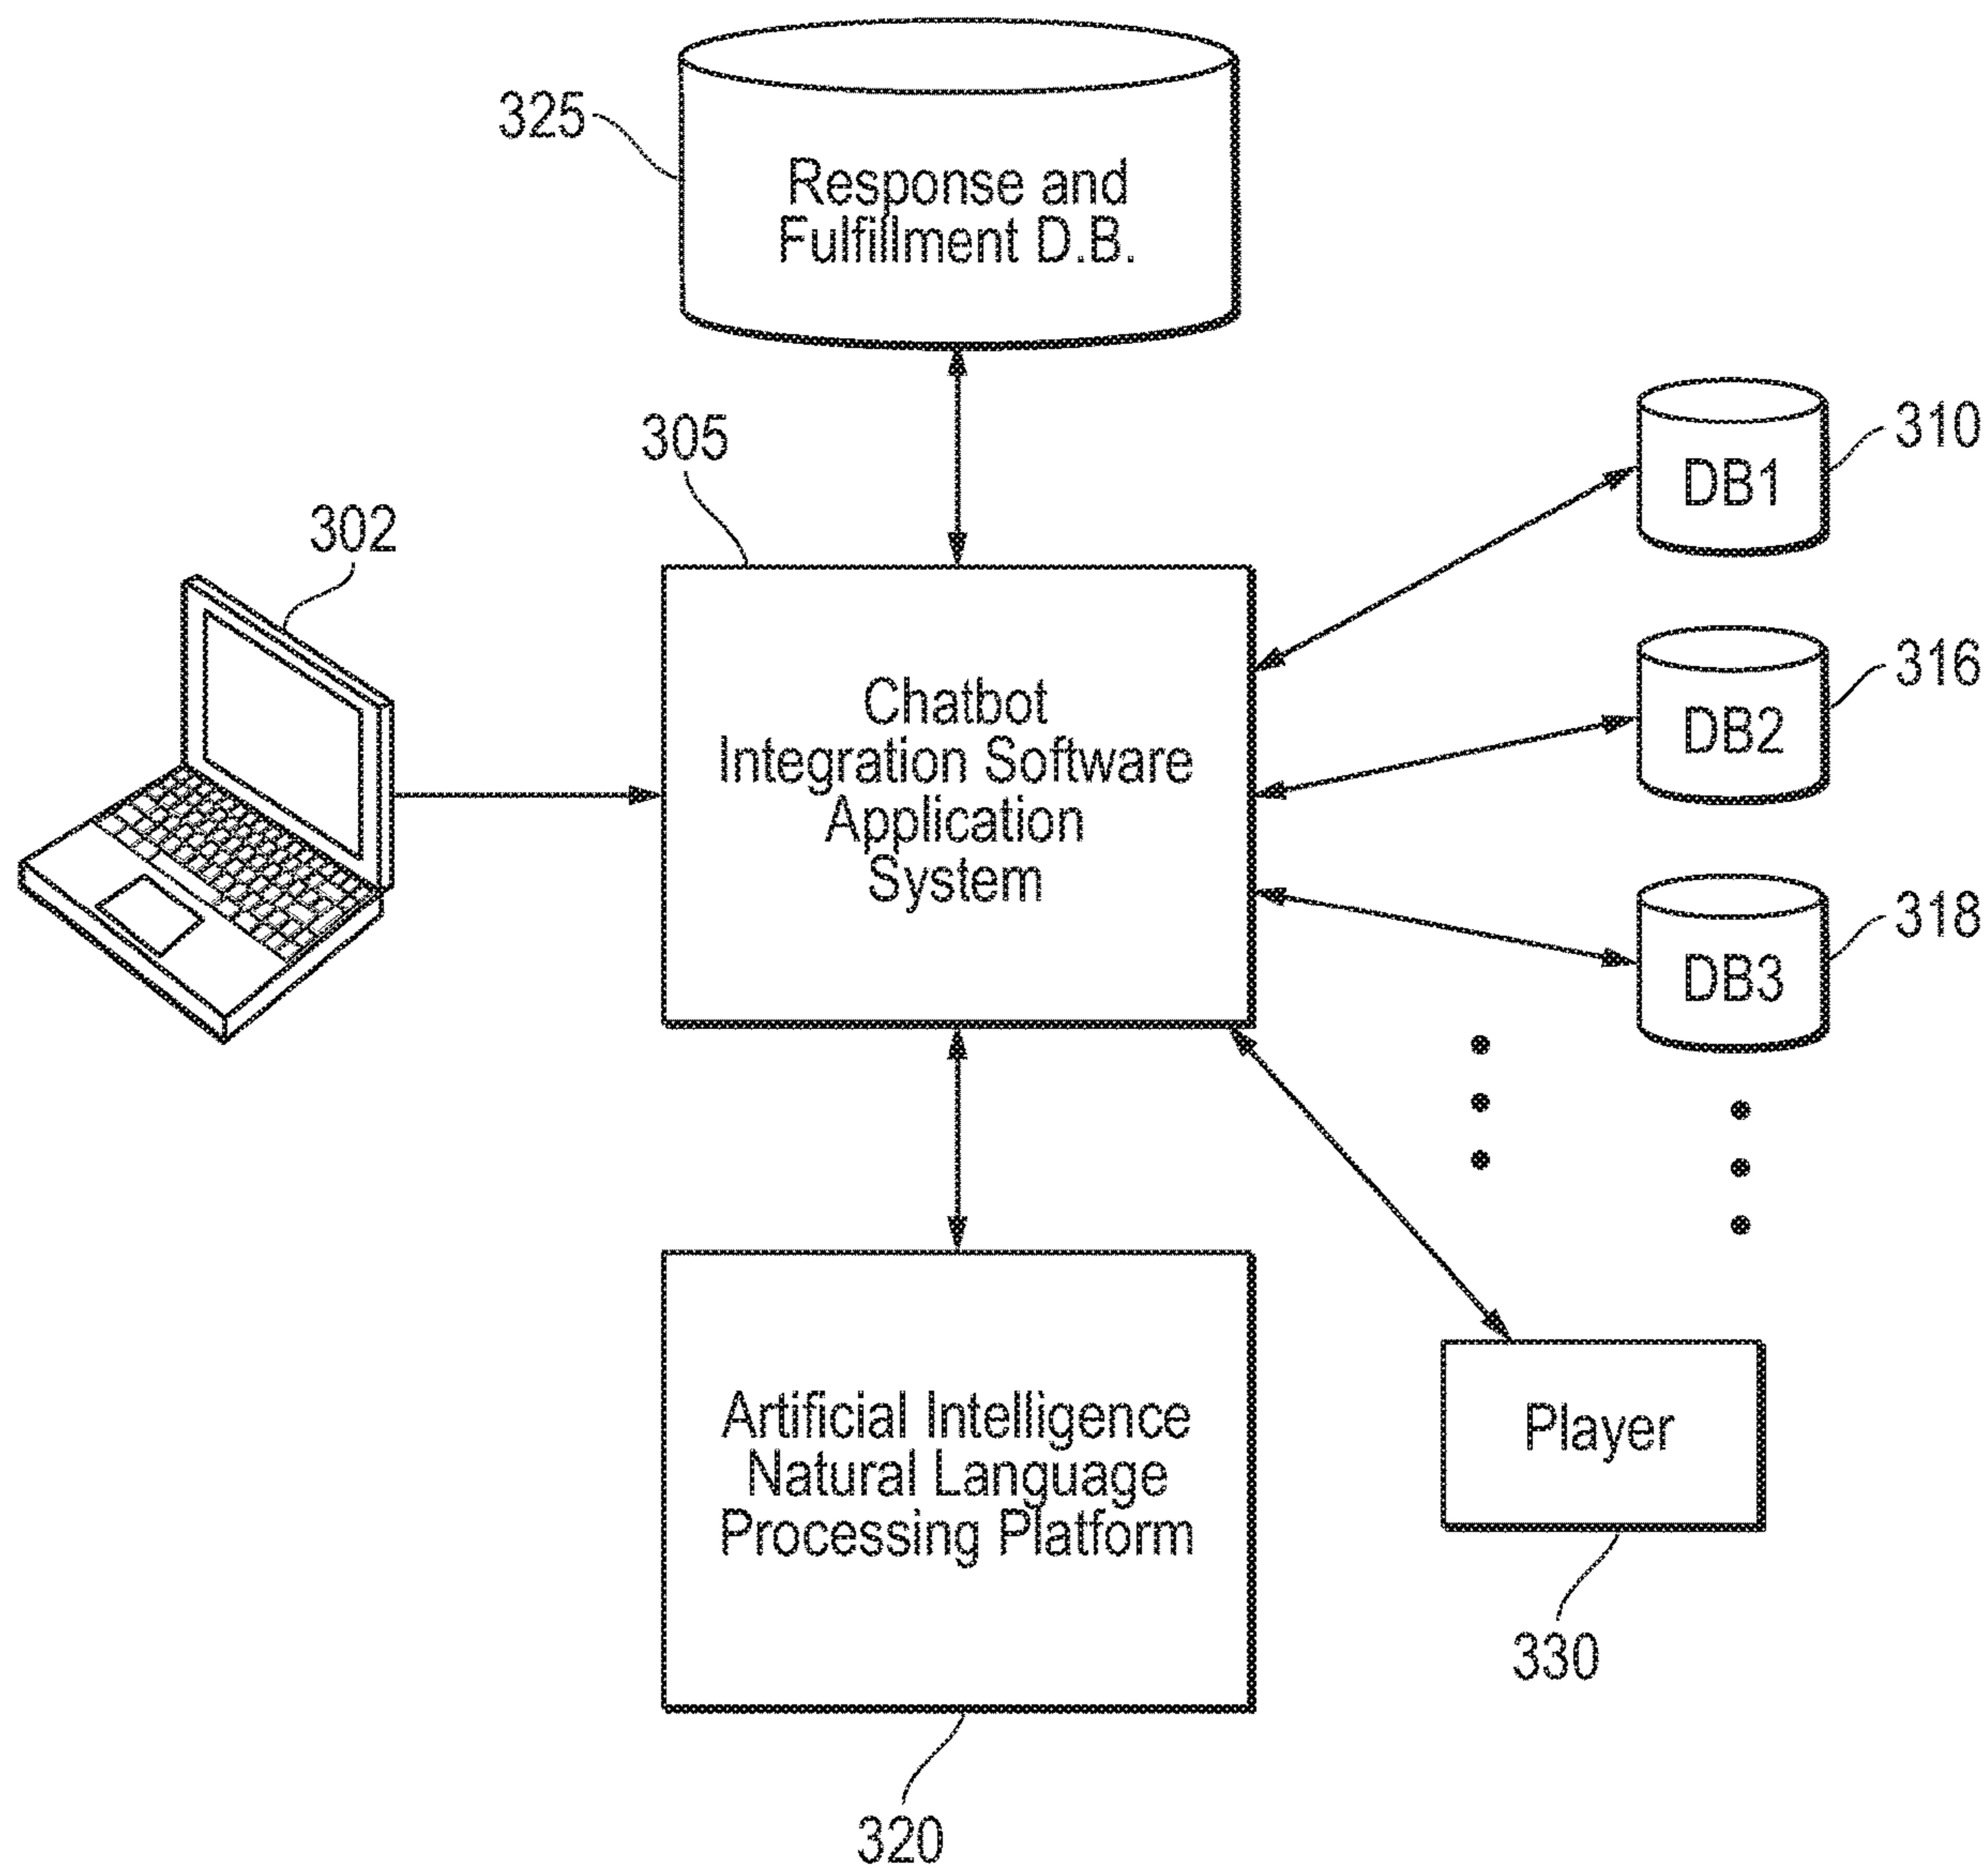 325
Response and
Fulfillment D.B.
305
310
DB1
302
316
DB2
Chatbot
Integration Software
Application
System
318
DB3
Artificial Intelligence
Natural Language
Processing Platform
Player
330
320